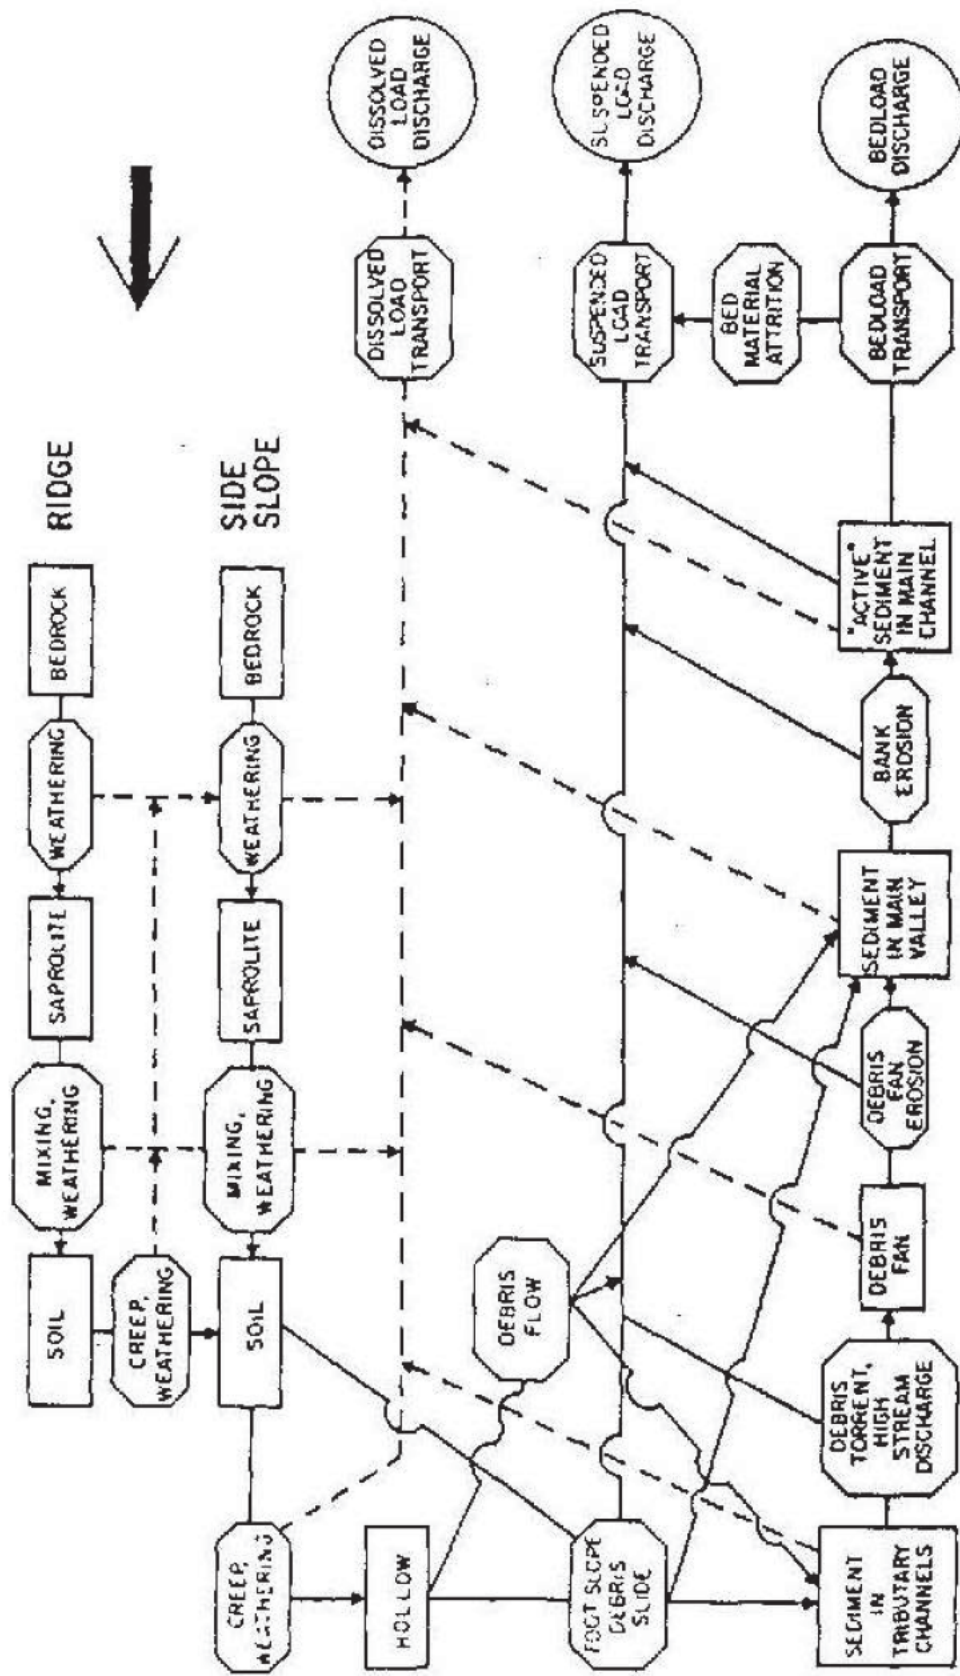 RIDGE
BEDROCK
WEATHERING
SAPROLITE
MIXING,
WEATHERING
SOIL
CREEP,
WEATHERING
SIDE
SLOPE
BEDROCK
WEATHERING
SAPROLITE
MIXING,
WEATHERING
SOIL
CREEP,
WEATHERING
HOLLOW
DEBRIS
FLOW
FOOT SLOPE
DEBRIS
SLIDE
DISSOLVED
LOAD
TRANSPORT
DISSOLVED
LOAD
DISCHARGE
SUSPENDED
LOAD
TRANSPORT
SUSPENDED
LOAD
DISCHARGE
BED
MATERIAL
ATTRITION
SEDIMENT
IN
TRIBUTARY
CHANNELS
DEBRIS
TORRENT,
HIGH
STREAM
DISCHARGE
DEBRIS
FAN
DEBRIS
FAN
EROSION
SEDIMENT
IN MAIN
VALLEY
BANK
EROSION
"ACTIVE"
SEDIMENT
IN MAIN
CHANNEL
BEDLOAD
TRANSPORT
BEDLOAD
DISCHARGE